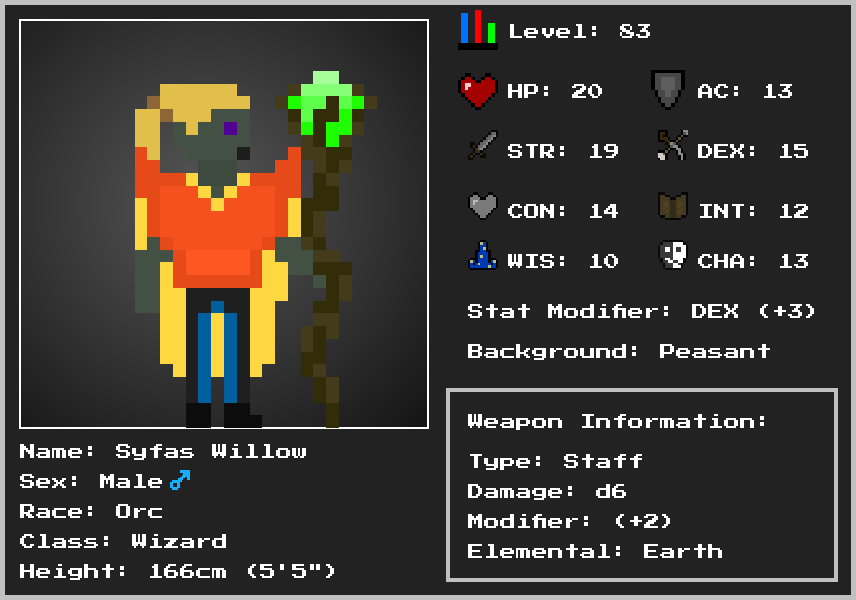 Level: 83
HP: 20 AC: 13
STR: 19 DEX: 15
CON: 14 INT: 12
WIS: 10 CHA: 13
Stat Modifier: DEX (+3)
Background: Peasant
Name: Syfas Willow
Sex: Male ♂
Race: Orc
Class: Wizard
Height: 166cm (5'5")
Weapon Information:
Type: Staff
Damage: d6
Modifier: (+2)
Elemental: Earth